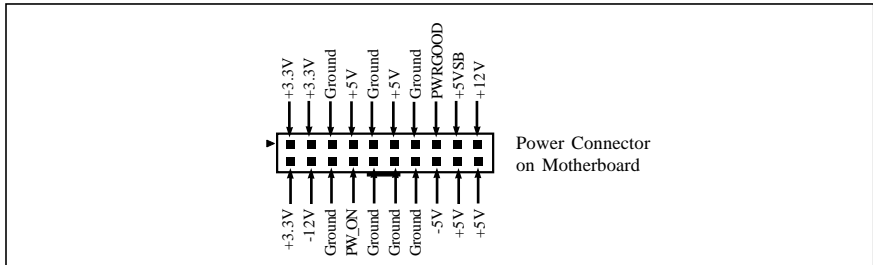 +3.3V
+3.3V
Ground
+5V
Ground
+5V
Ground
PWRGOOD
+5VSB
+12V
Power Connector
on Motherboard
+3.3V
-12V
Ground
PW_ON
Ground
Ground
Ground
-5V
+5V
+5V